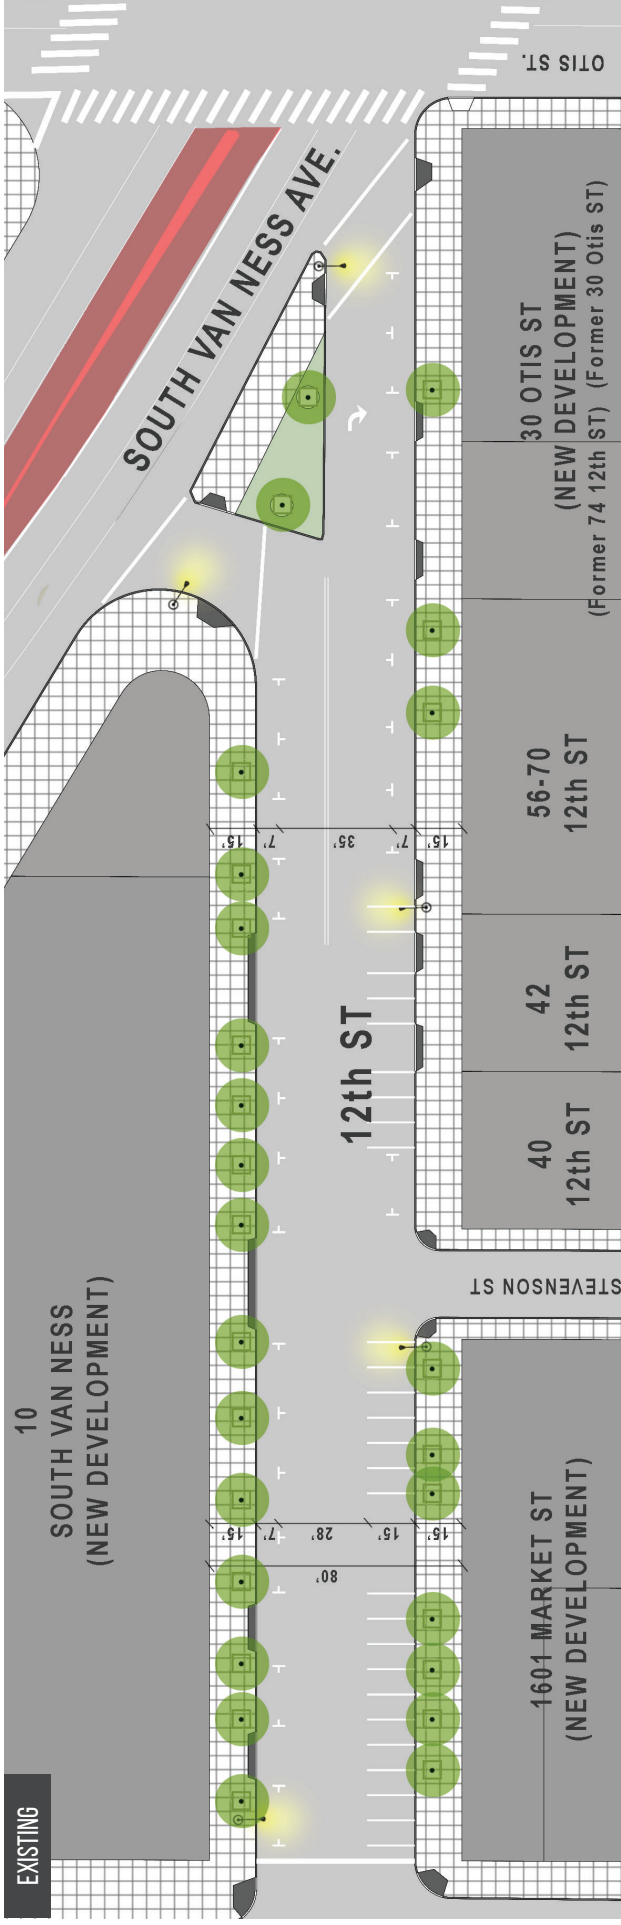 OTIS ST.
SOUTH VAN NESS AVE.
30 OTIS ST
(NEW DEVELOPMENT)
(Former 74 12th ST) (Former 30 Otis ST)
56-70
12th ST
15' 7' 35' 7' 15'
42
12th ST
12th ST
40
12th ST
STEVENSON ST
10
SOUTH VAN NESS
(NEW DEVELOPMENT)
15' 7' 28' 15' 15'
80'
1601 MARKET ST
(NEW DEVELOPMENT)
EXISTING